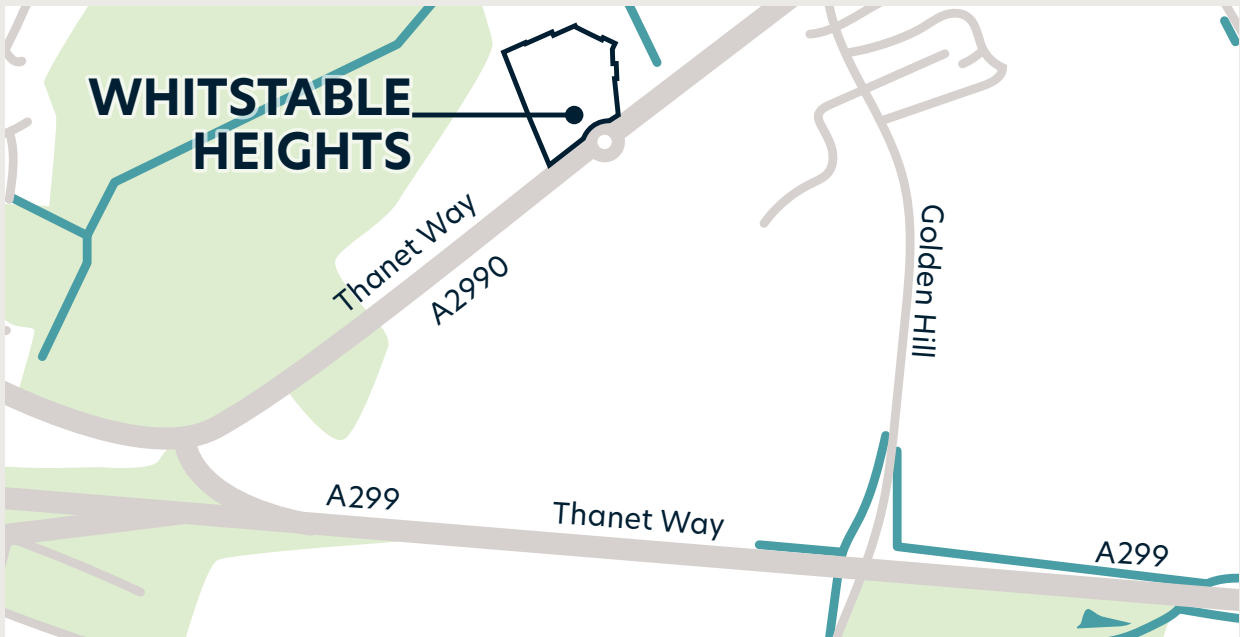 WHITSTABLE
HEIGHTS
Thanet Way
A2990
Golden Hill
A299
Thanet Way
A299